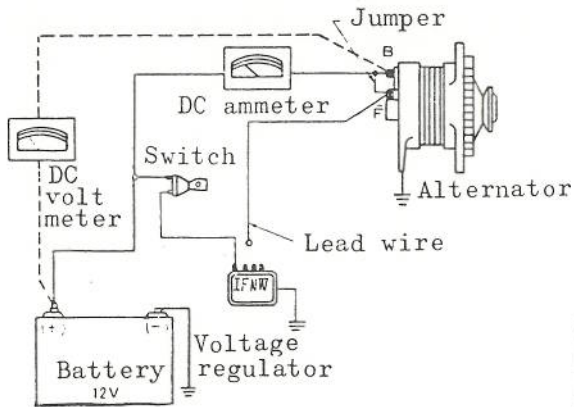 Jumper
B
DC ammeter
F
DC
volt
meter
Switch
Alternator
Lead wire
IFNW
(+)
(-)
Voltage
regulator
Battery
12V